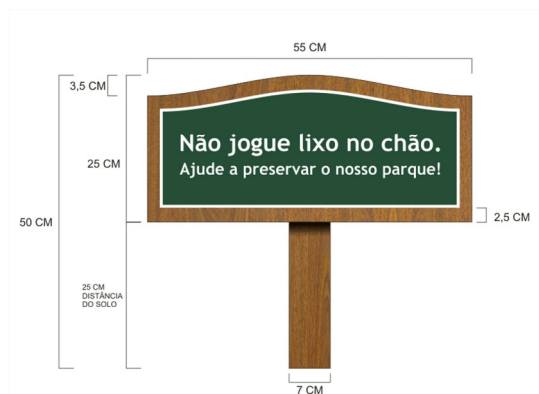 55 CM
3,5 CM
25 CM
Não jogue lixo no chão.
Ajude a preservar o nosso parque!
50 CM
2,5 CM
25 CM
DISTÂNCIA
DO SOLO
7 CM